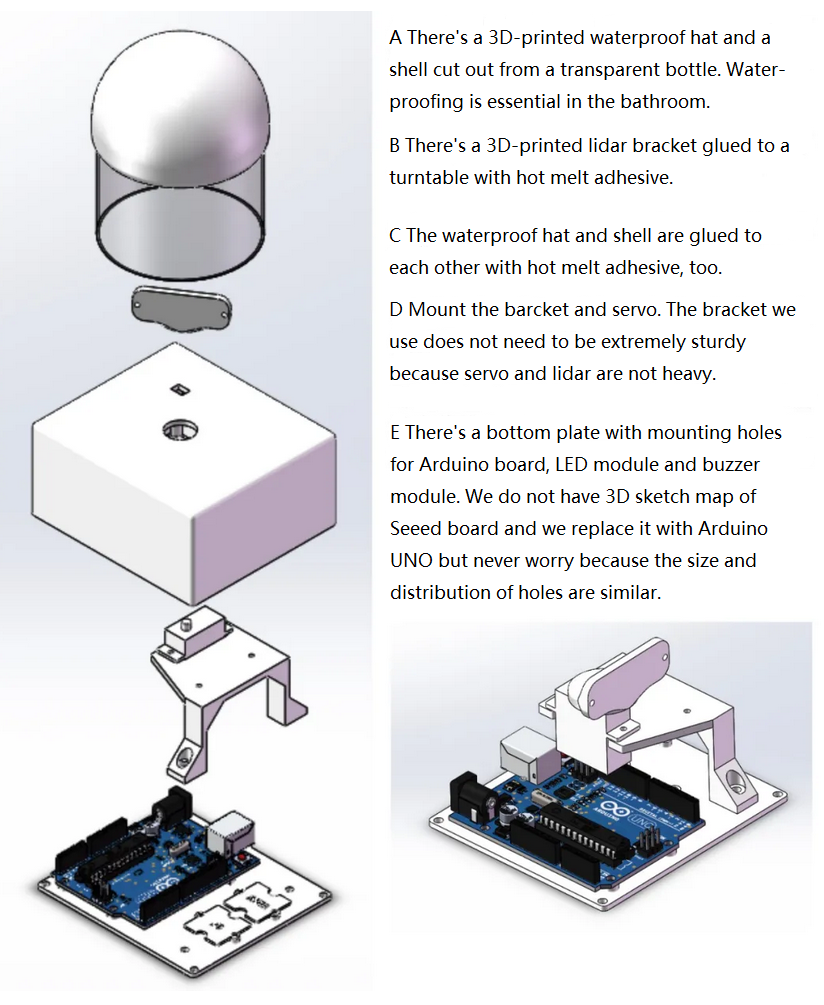 A There's a 3D-printed waterproof hat and a
shell cut out from a transparent bottle. Water-
proofing is essential in the bathroom.
B There's a 3D-printed lidar bracket glued to a
turntable with hot melt adhesive.
C The waterproof hat and shell are glued to
each other with hot melt adhesive, too.
D Mount the barcket and servo. The bracket we
use does not need to be extremely sturdy
because servo and lidar are not heavy.
E There's a bottom plate with mounting holes
for Arduino board, LED module and buzzer
module. We do not have 3D sketch map of
Seeed board and we replace it with Arduino
UNO but never worry because the size and
distribution of holes are similar.
ARDUINO
UNO